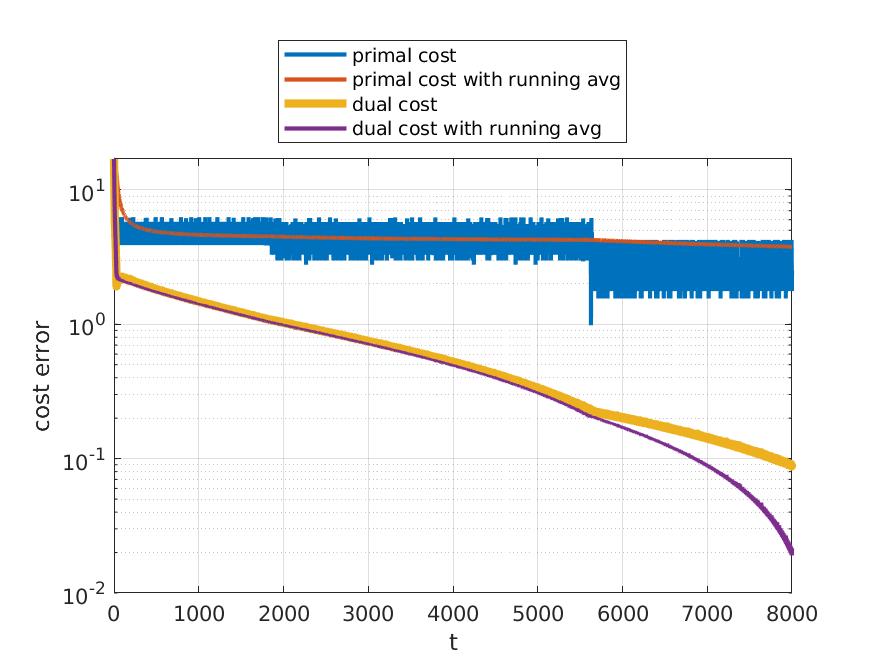 primal cost
primal cost with running avg
dual cost
dual cost with running avg
10^1
10^0
10^-1
10^-2
cost error
0 1000 2000 3000 4000 5000 6000 7000 8000
t